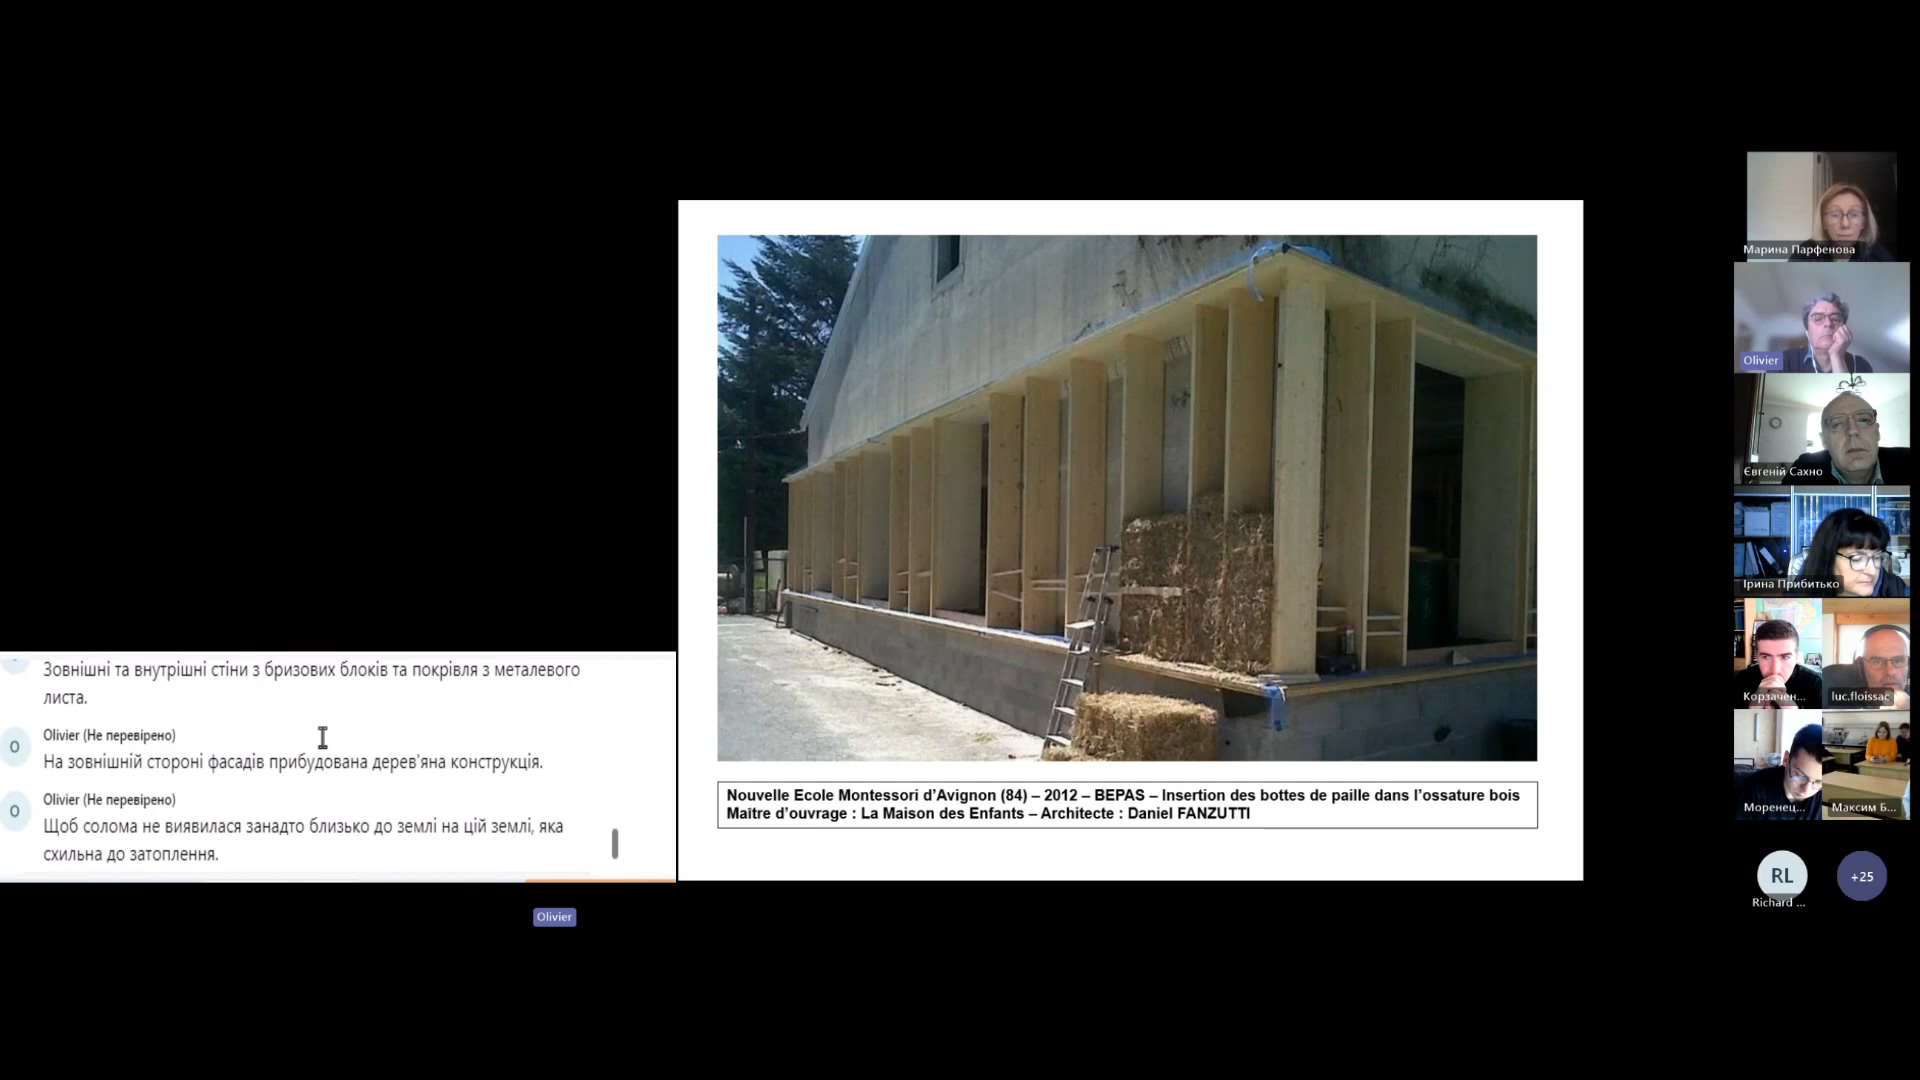 Зовнішні та внутрішні стіни з бризових блоків та покрівля з металевого
листа.
O
Olivier (Не перевірено)
На зовнішній стороні фасадів прибудована дерев'яна конструкція.
O
Olivier (Не перевірено)
Щоб солома не виявилася занадто близько до землі на цій землі, яка
схильна до затоплення.
Olivier
Nouvelle Ecole Montessori d’Avignon (84) – 2012 – BEPAS – Insertion des bottes de paille dans l’ossature bois
Maître d’ouvrage : La Maison des Enfants – Architecte : Daniel FANZUTTI
Марина Парфенова
Olivier
Євгеній Сахно
Ірина Прибитько
Корзачен...
luc.floissac
Моренец...
Максим Б...
RL
Richard ...
+25